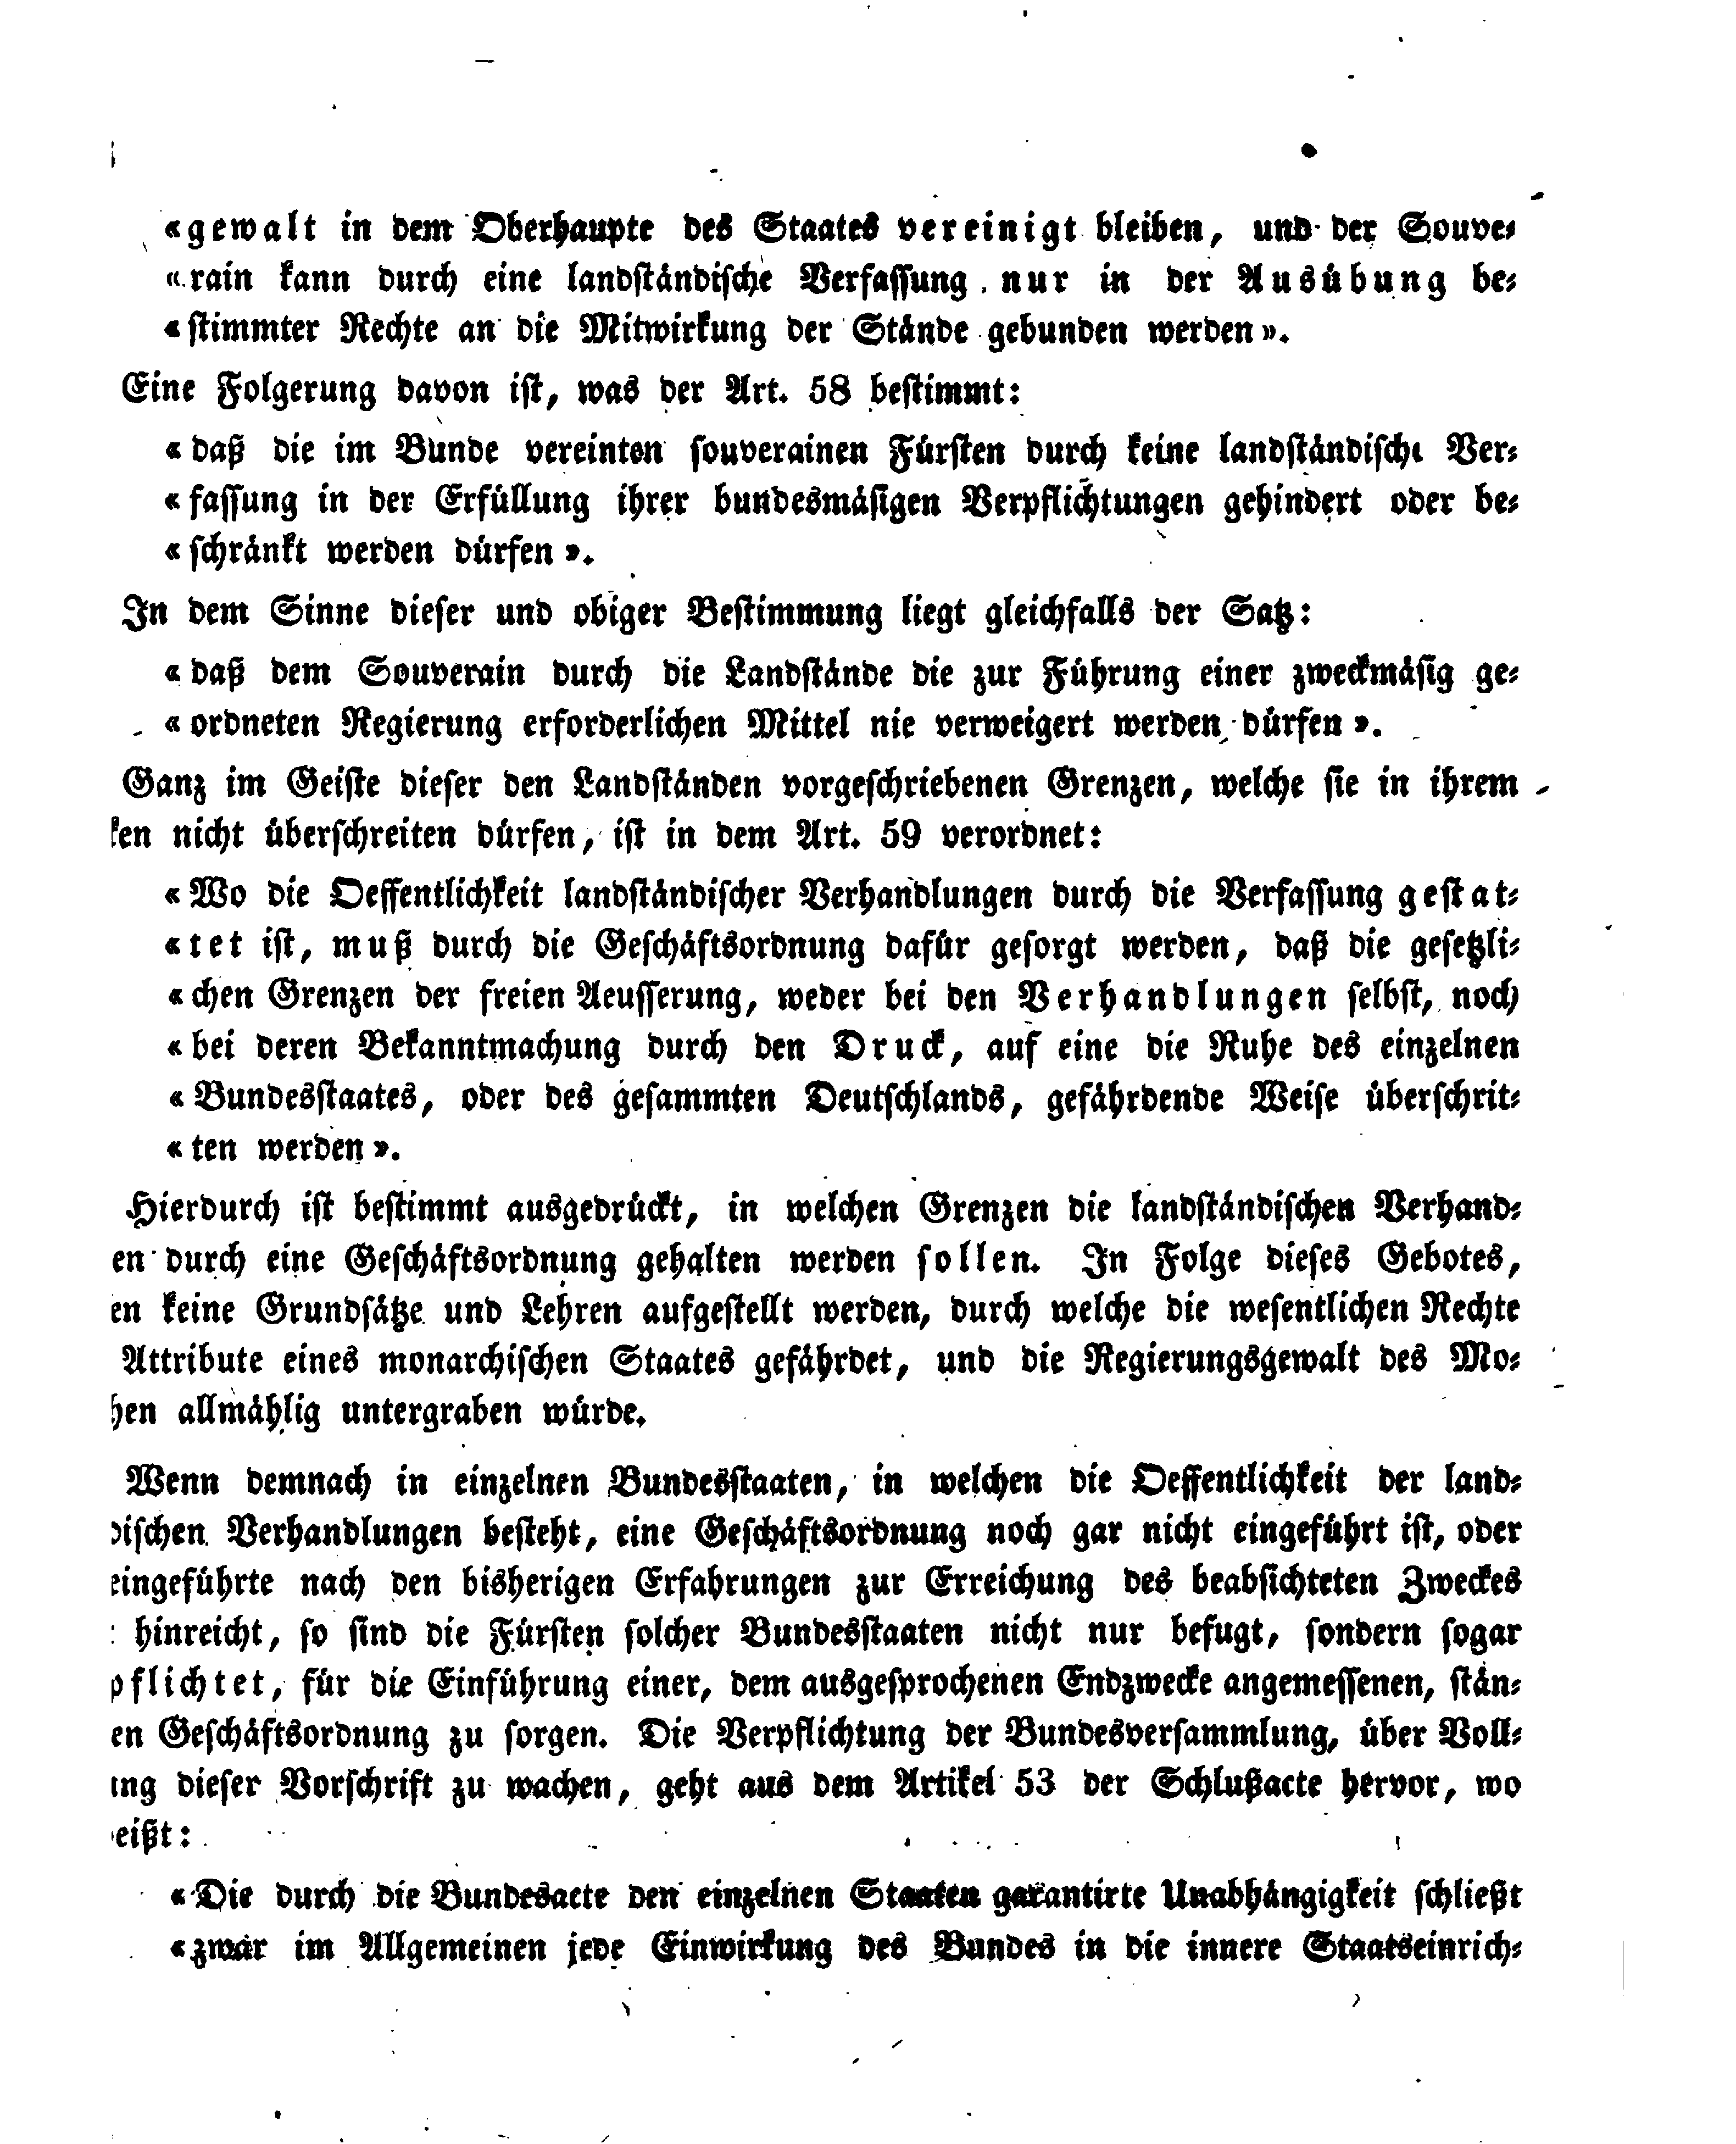 «gewalt in dem Oberhaupte des Staates vereinigt bleiben, und der Souve⸗
«rain kann durch eine landständische Verfassung nur in der Ausübung be⸗
«stimmter Rechte an die Mitwirkung der Stände gebunden werden».
Eine Folgerung davon ist, was der Art. 58 bestimmt:
«daß die im Bunde vereinten souverainen Fürsten durch keine landständische Ver⸗
«fassung in der Erfüllung ihrer bundesmäsigen Verpflichtungen gehindert oder be⸗
«schränkt werden dürfen».
In dem Sinne dieser und obiger Bestimmung liegt gleichfalls der Satz:
«daß dem Souverain durch die Landstände die zur Führung einer zweckmäsig ge⸗
«ordneten Regierung erforderlichen Mittel nie verweigert werden dürfen».
Ganz im Geiste dieser den Landständen vorgeschriebenen Grenzen, welche sie in ihrem
ken nicht überschreiten dürfen, ist in dem Art. 59 verordnet:
«Wo die Oeffentlichkeit landständischer Verhandlungen durch die Verfassung gestat⸗
«tet ist, muß durch die Geschäftsordnung dafür gesorgt werden, daß die gesetzli⸗
«chen Grenzen der freien Aeusserung, weder bei den Verhandlungen selbst, noch
«bei deren Bekanntmachung durch den Druck, auf eine die Ruhe des einzelnen
«Bundesstaates, oder des gesammten Deutschlands, gefährdende Weise überschrit⸗
«ten werden».
Hierdurch ist bestimmt ausgedrückt, in welchen Grenzen die landständischen Verhand⸗
en durch eine Geschäftsordnung gehalten werden sollen. In Folge dieses Gebotes,
en keine Grundsätze und Lehren aufgestellt werden, durch welche die wesentlichen Rechte
Attribute eines monarchischen Staates gefährdet, und die Regierungsgewalt des Mo⸗
hen allmählig untergraben würde.
Wenn demnach in einzelnen Bundesstaaten, in welchen die Oeffentlichkeit der land⸗
dischen Verhandlungen besteht, eine Geschäftsordnung noch gar nicht eingeführt ist, oder
eingeführte nach den bisherigen Erfahrungen zur Erreichung des beabsichteten Zweckes
hinreicht, so sind die Fürsten solcher Bundesstaaten nicht nur befugt, sondern sogar
pflichtet, für die Einführung einer, dem ausgesprochenen Endzwecke angemessenen, stän⸗
en Geschäftsordnung zu sorgen. Die Verpflichtung der Bundesversammlung, über Voll⸗
ung dieser Vorschrift zu wachen, geht aus dem Artikel 53 der Schlußacte hervor, wo
eißt:
«Die durch die Bundesacte den einzelnen Staaten garantirte Unabhängigkeit schließt
«zwar im Allgemeinen jede Einwirkung des Bundes in die innere Staatseinrich⸗